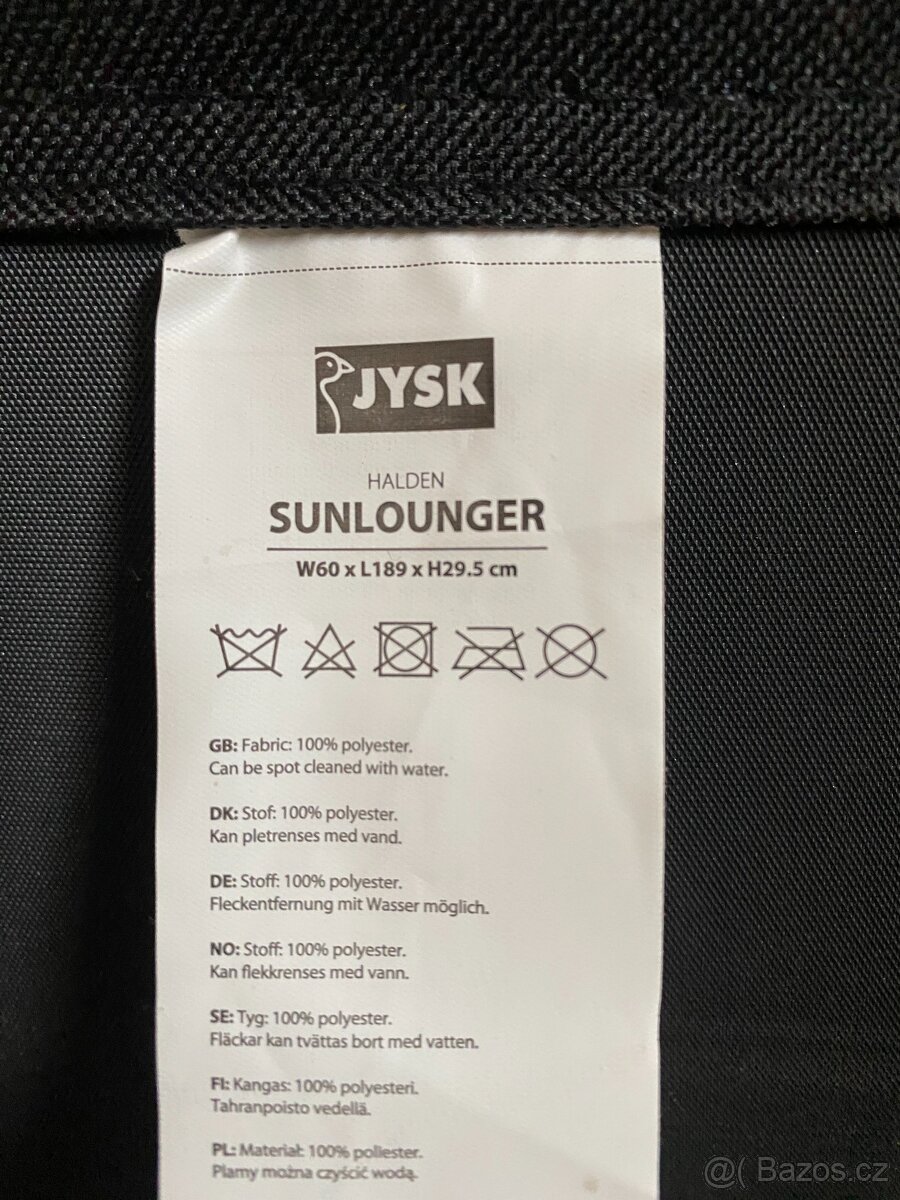 JYSK
HALDEN
SUNLOUNGER
W60 x L189 x H29.5 cm
GB: Fabric: 100% polyester.
Can be spot cleaned with water.
DK: Stof: 100% polyester.
Kan pletrenses med vand.
DE: Stoff: 100% polyester.
Fleckentfernung mit Wasser möglich.
NO: Stoff: 100% polyester.
Kan flekkrenses med vann.
SE: Tyg: 100% polyester.
Fläckar kan tvättas bort med vatten.
FI: Kangas: 100% polyesteri.
Tahranpoisto vedellä.
PL: Materiał: 100% poliester.
Plamy można czyścić wodą.
@( Bazos.cz